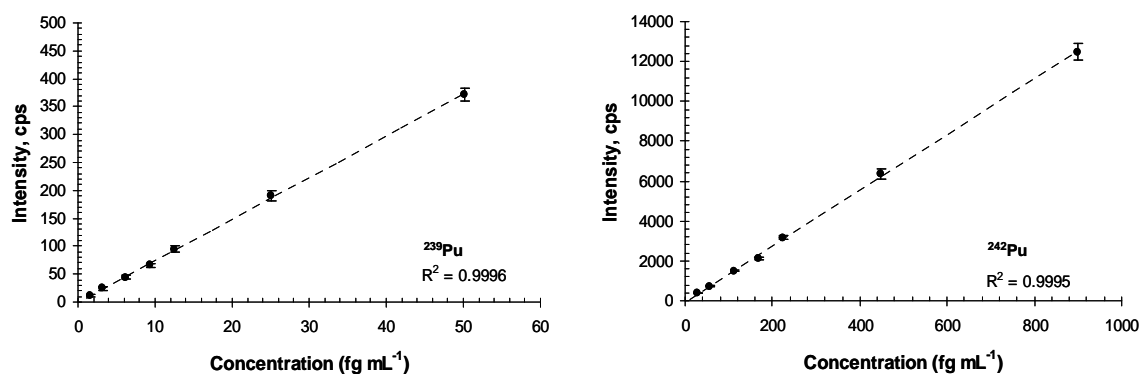 500
450
400
350
300
250
200
150
100
50
0
Intensity, cps
0 10 20 30 40 50 60
Concentration (fg mL⁻¹)
²³⁹Pu
R² = 0.9996
14000
12000
10000
8000
6000
4000
2000
0
Intensity, cps
0 200 400 600 800 1000
Concentration (fg mL⁻¹)
²⁴²Pu
R² = 0.9995